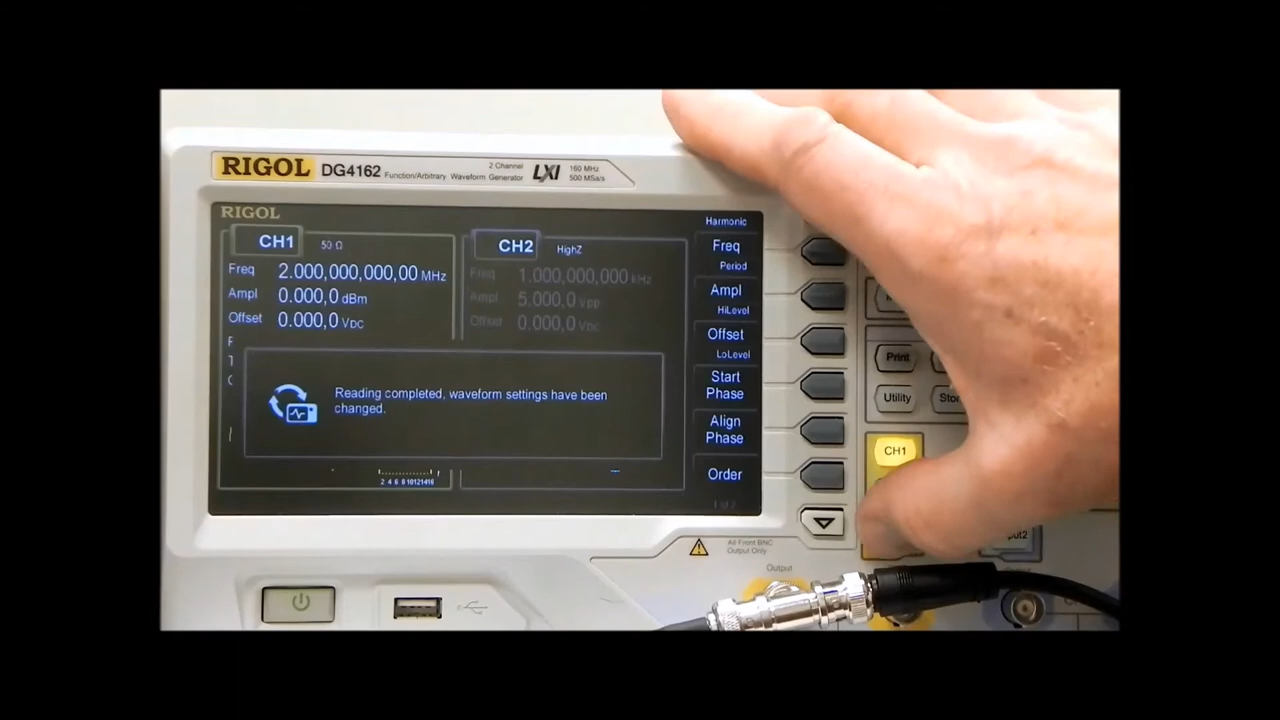 RIGOL DG4162 Function/Arbitrary Waveform Generator
2 Channel
LXI
160 MHz
500 MSa/s
RIGOL
CH1 50 Ω
Freq 2.000,000,000,00 MHz
Ampl 0.000,0 dBm
Offset 0.000,0 VDC
CH2 HighZ
Freq 1.000,000,000 kHz
Ampl 5.000,0 Vpp
Offset 0.000,0 VDC
Reading completed, waveform settings have been
changed.
2 4 6 8 10 12 14 16
Harmonic
Freq
Period
Ampl
HiLevel
Offset
LoLevel
Start
Phase
Align
Phase
Order
Print
Utility
CH1
All Front BNC
Output Only
Output